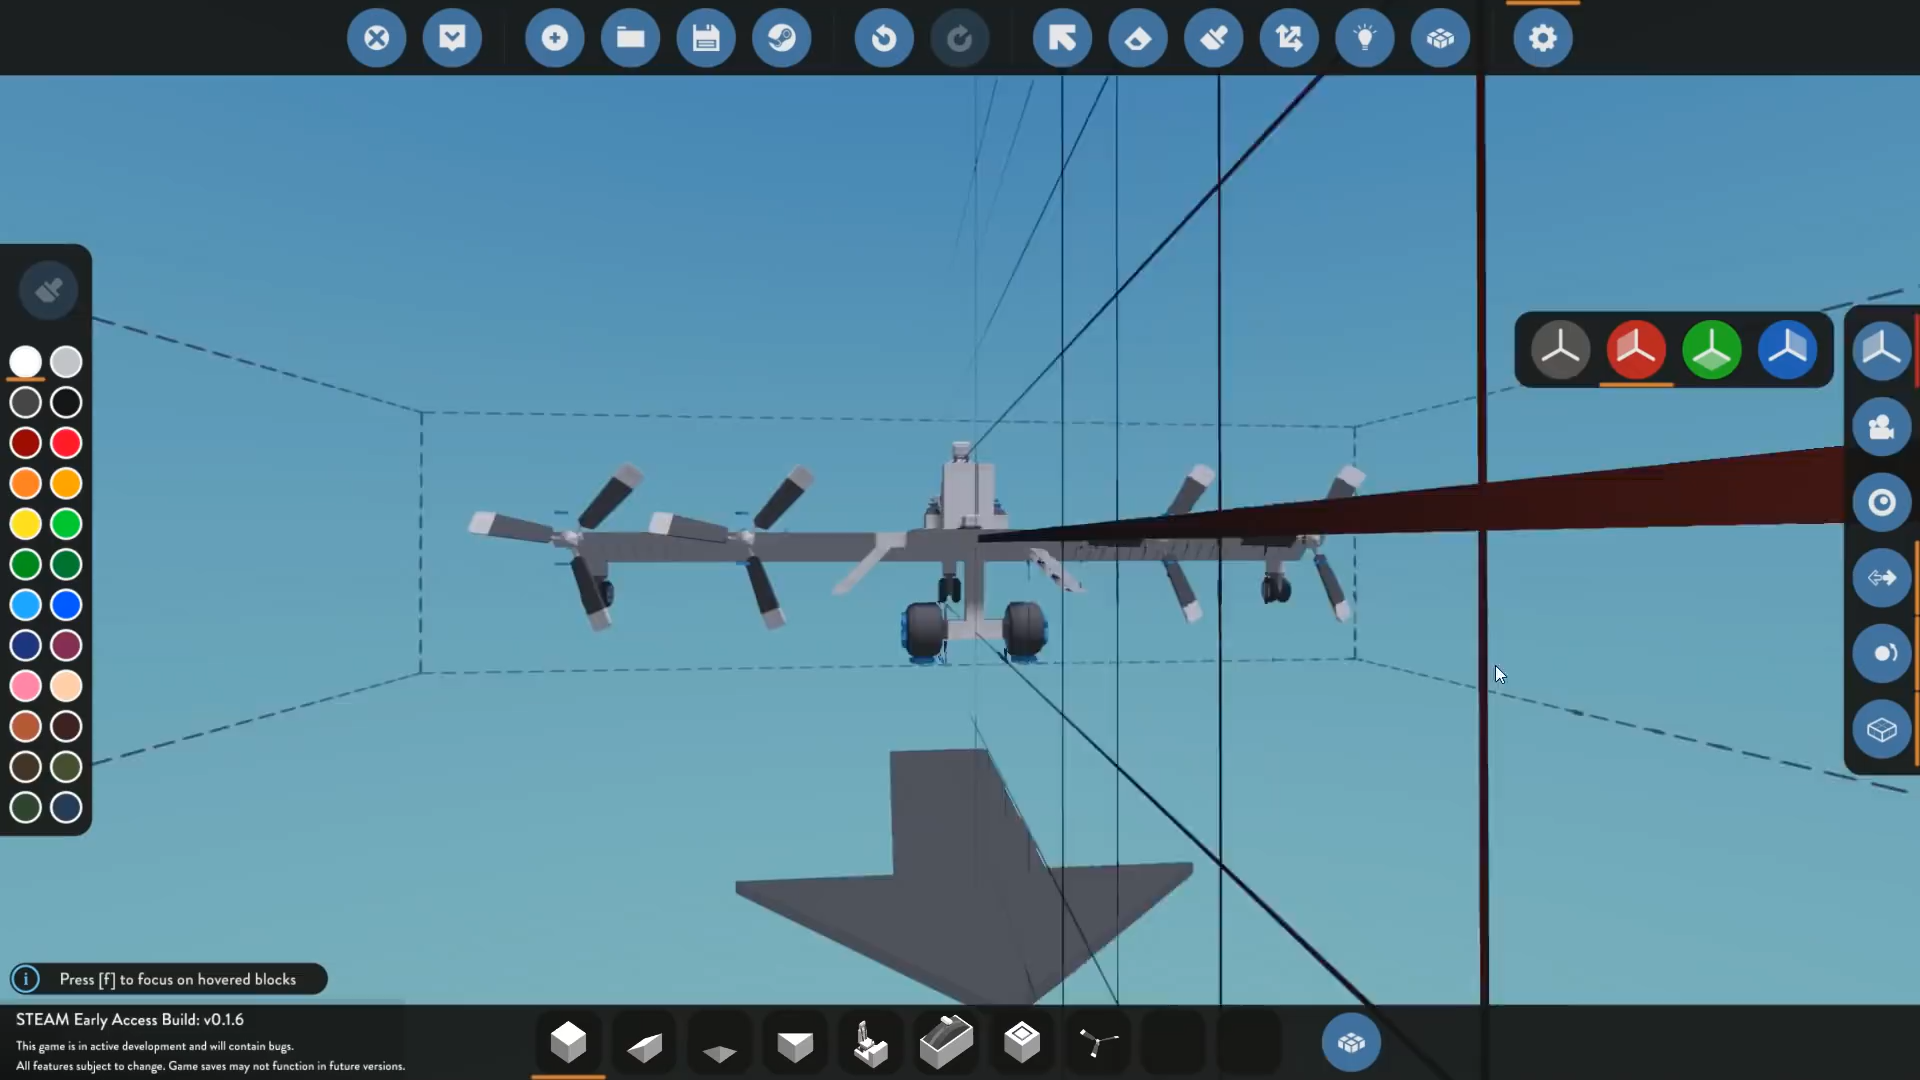 Press [f] to focus on hovered blocks
STEAM Early Access Build: v0.1.6
This game is in active development and will contain bugs.
All features subject to change. Game saves may not function in future versions.